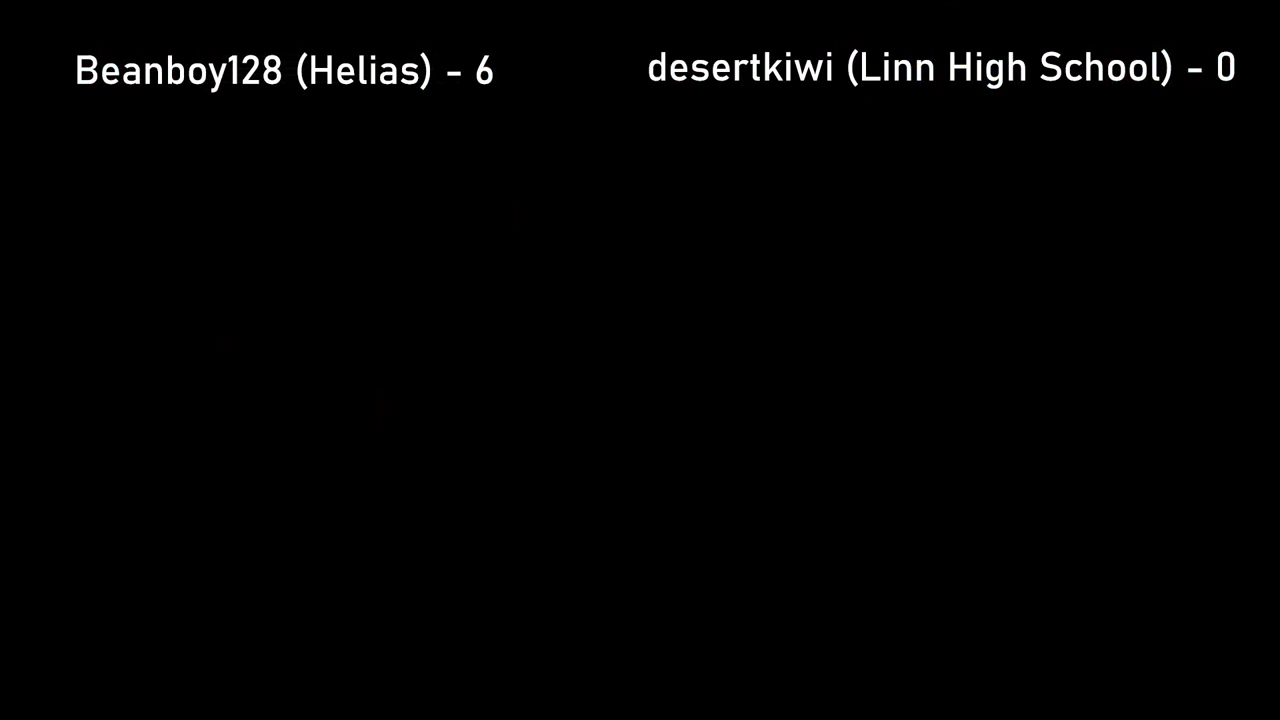 Beanboy128 (Helias) - 6
desertkiwi (Linn High School) - 0